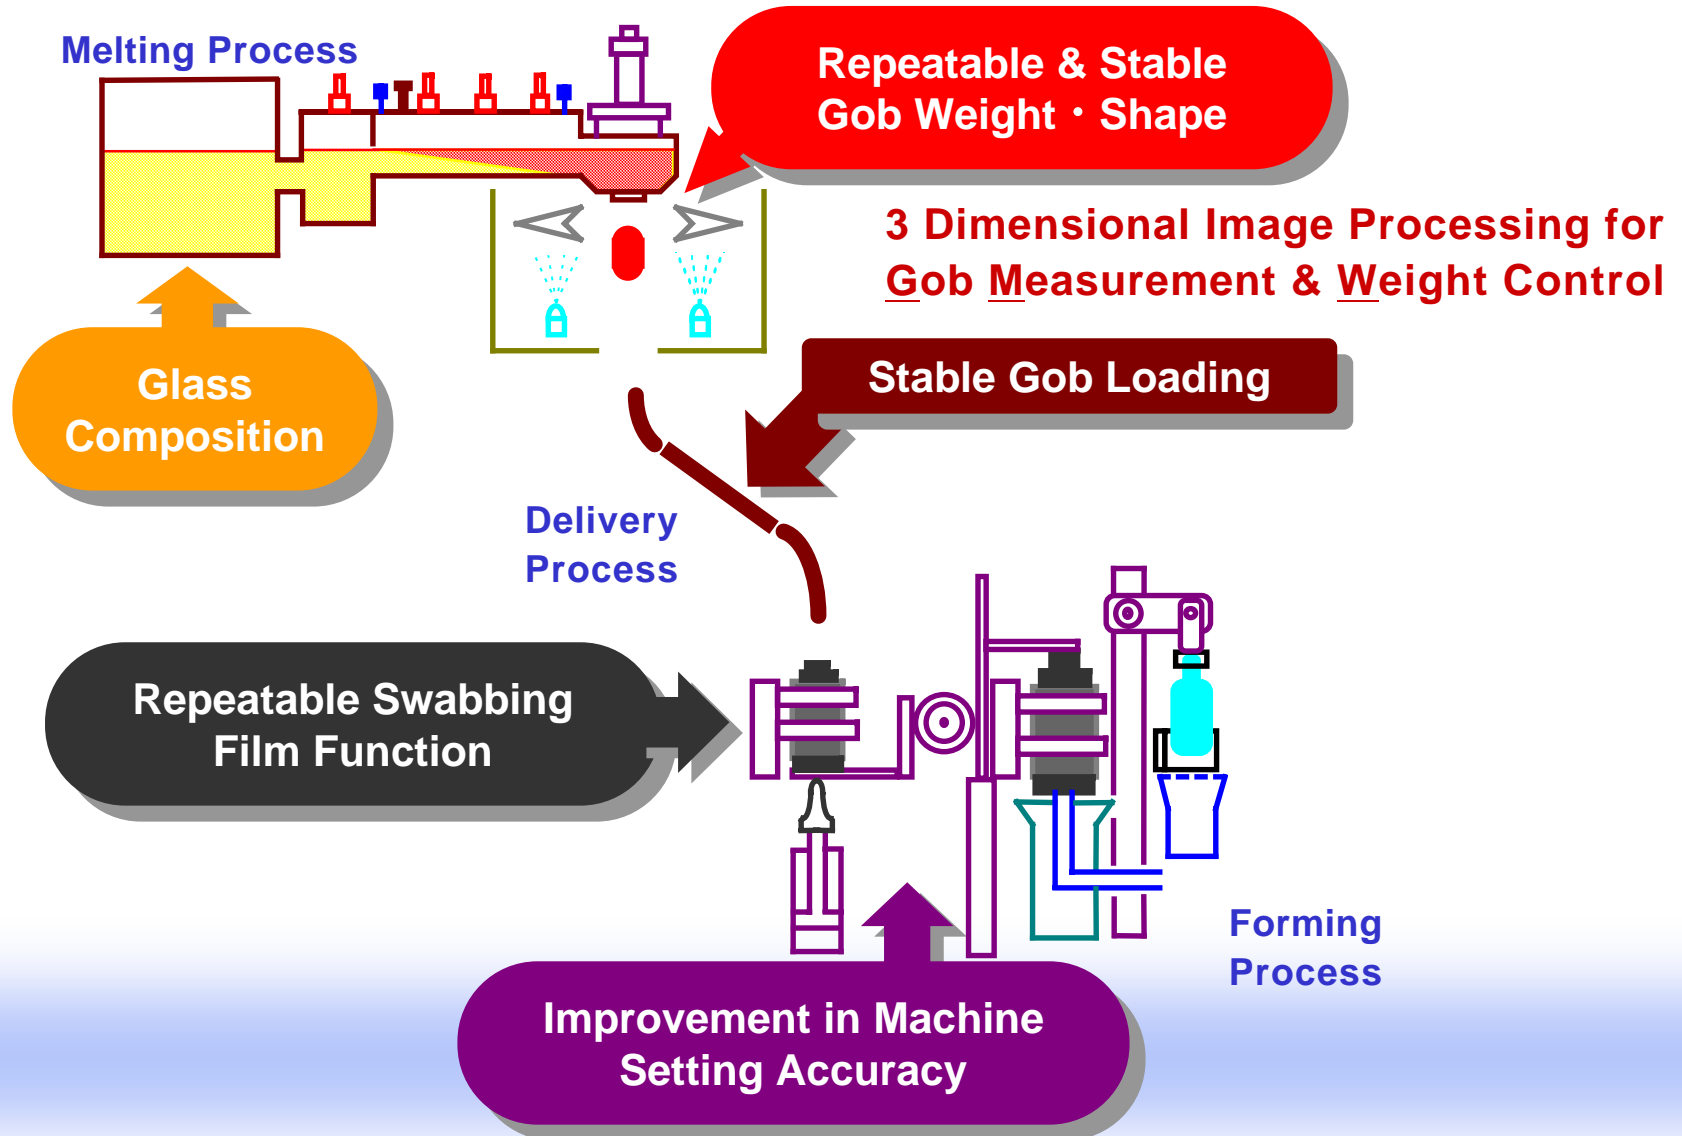 Melting Process
Repeatable & Stable
Gob Weight・Shape
3 Dimensional Image Processing for
Gob Measurement & Weight Control
Glass
Composition
Stable Gob Loading
Delivery
Process
Repeatable Swabbing
Film Function
Forming
Process
Improvement in Machine
Setting Accuracy